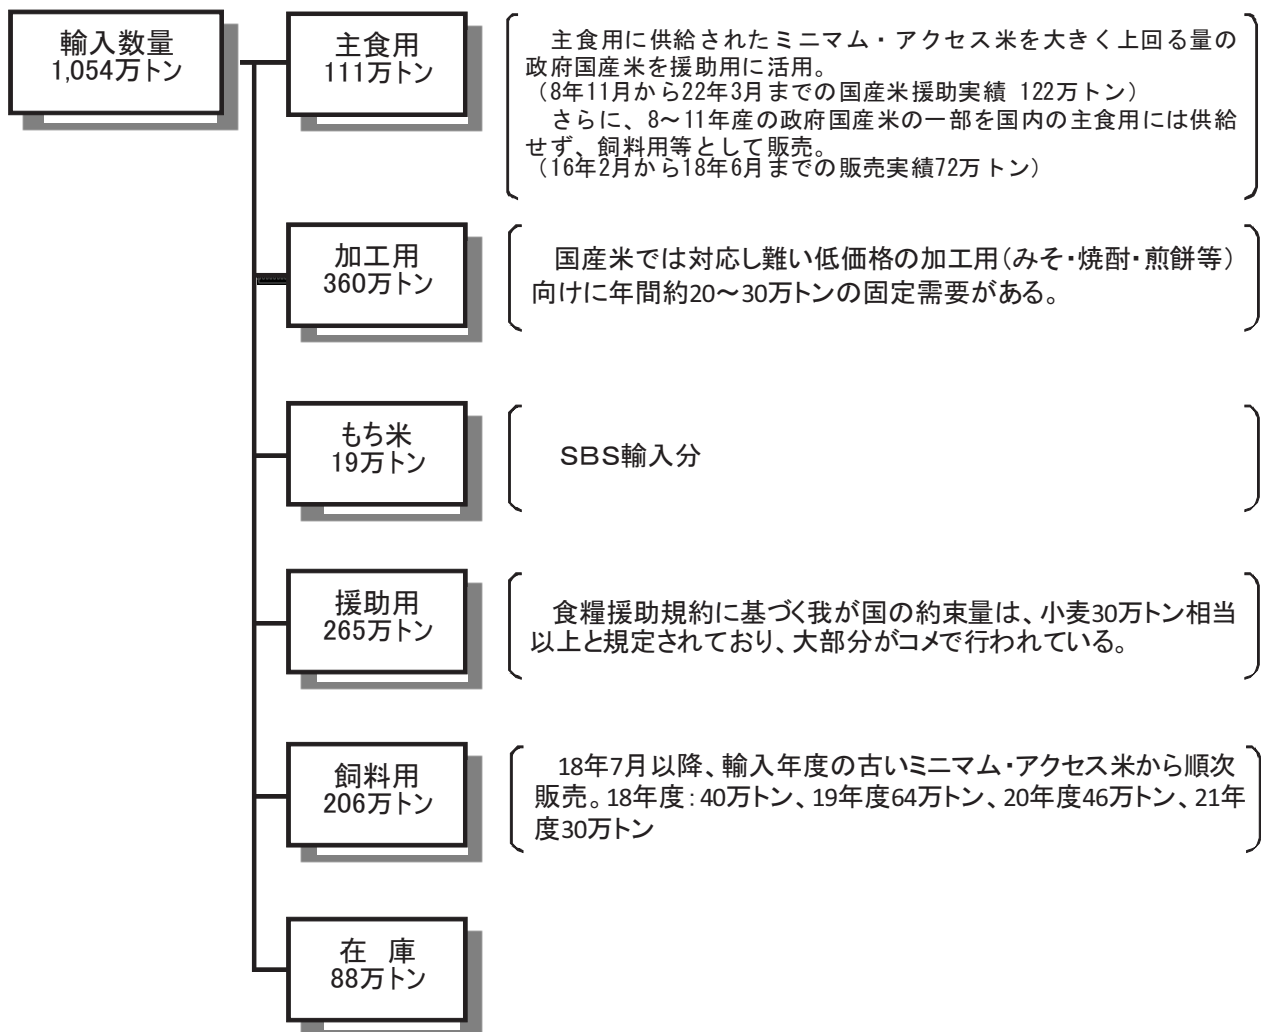 輸入数量
1,054万トン
主食用
111万トン
主食用に供給されたミニマム・アクセス米を大きく上回る量の
政府国産米を援助用に活用。
（8年11月から22年3月までの国産米援助実績 122万トン）
さらに、8～11年産の政府国産米の一部を国内の主食用には供給
せず、飼料用等として販売。
（16年2月から18年6月までの販売実績72万トン）
加工用
360万トン
国産米では対応し難い低価格の加工用（みそ・焼酎・煎餅等）
向けに年間約20～30万トンの固定需要がある。
もち米
19万トン
ＳＢＳ輸入分
援助用
265万トン
食糧援助規約に基づく我が国の約束量は、小麦30万トン相当
以上と規定されており、大部分がコメで行われている。
飼料用
206万トン
18年7月以降、輸入年度の古いミニマム・アクセス米から順次
販売。18年度：40万トン、19年度64万トン、20年度46万トン、21年
度30万トン
在　庫
88万トン